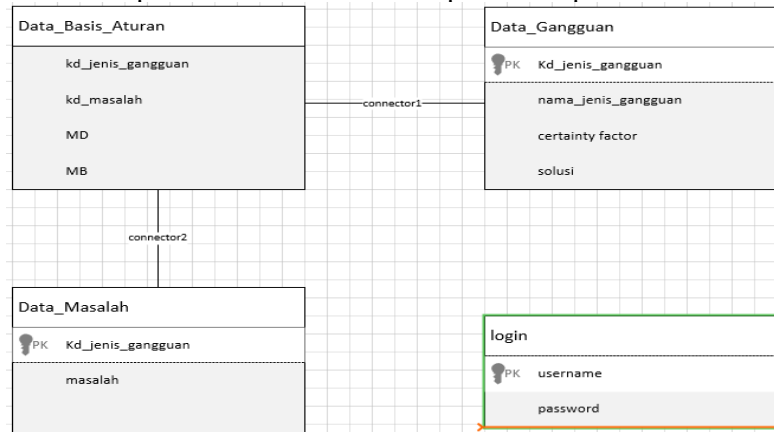 Data_Basis_Aturan
kd_jenis_gangguan
kd_masalah
MD
MB
connector1
Data_Gangguan
PK Kd_jenis_gangguan
nama_jenis_gangguan
certainty factor
solusi
connector2
Data_Masalah
PK Kd_jenis_gangguan
masalah
login
PK username
password